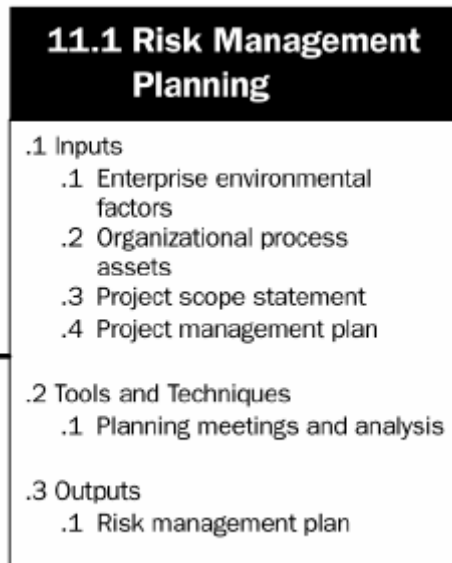 11.1 Risk Management
Planning
.1 Inputs
.1 Enterprise environmental
factors
.2 Organizational process
assets
.3 Project scope statement
.4 Project management plan
.2 Tools and Techniques
.1 Planning meetings and analysis
.3 Outputs
.1 Risk management plan